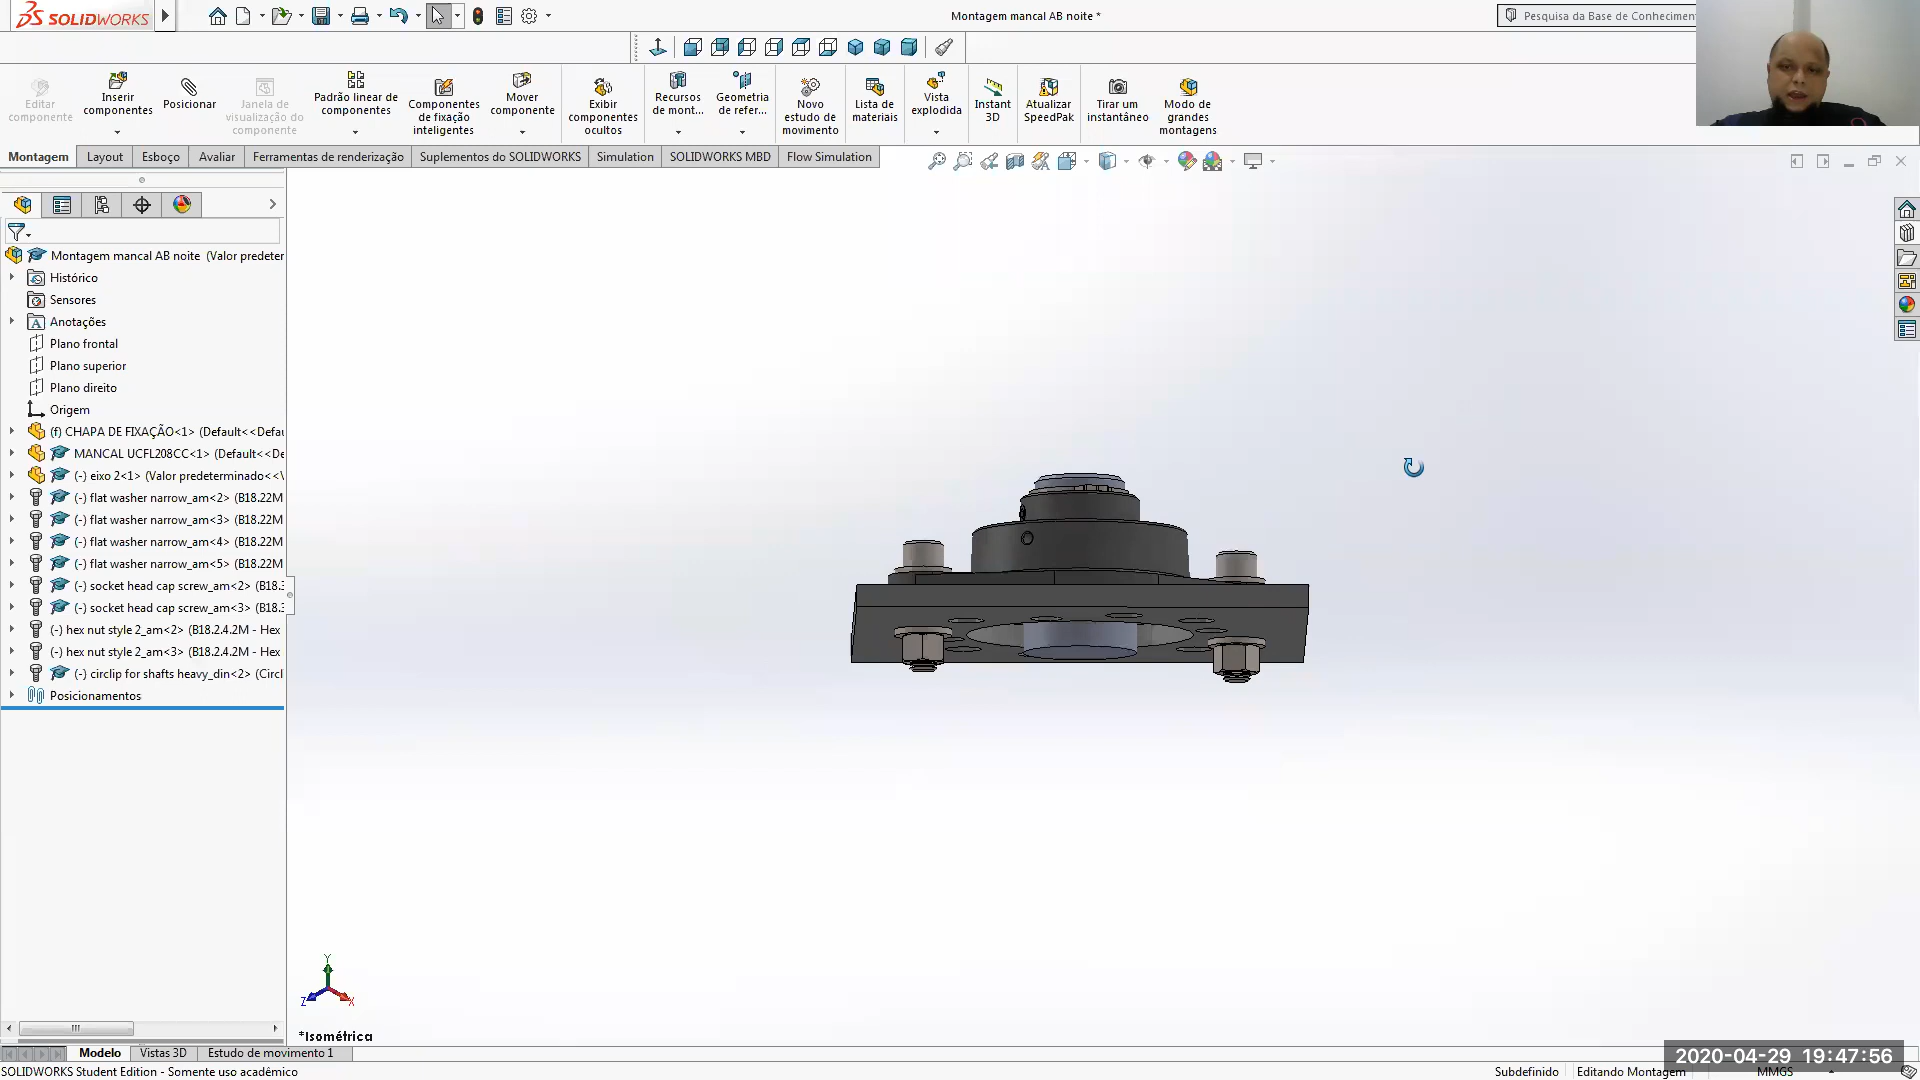 SOLIDWORKS
Montagem mancal AB noite *
Pesquisa da Base de Conheciment
Editar componente
Inserir componentes
Posicionar
Janela de visualização do componente
Padrão linear de componentes
Componentes de fixação inteligentes
Mover componente
Exibir componentes ocultos
Recursos de mont...
Geometria de refer...
Novo estudo de movimento
Lista de materiais
Vista explodida
Instant 3D
Atualizar SpeedPak
Tirar um instantâneo
Modo de grandes montagens
Montagem
Layout
Esboço
Avaliar
Ferramentas de renderização
Suplementos do SOLIDWORKS
Simulation
SOLIDWORKS MBD
Flow Simulation
Montagem mancal AB noite (Valor predeter
Histórico
Sensores
Anotações
Plano frontal
Plano superior
Plano direito
Origem
(f) CHAPA DE FIXAÇÃO<1> (Default<<Defau
MANCAL UCFL208CC<1> (Default<<De
(-) eixo 2<1> (Valor predeterminado<<V
(-) flat washer narrow_am<2> (B18.22M
(-) flat washer narrow_am<3> (B18.22M
(-) flat washer narrow_am<4> (B18.22M
(-) flat washer narrow_am<5> (B18.22M
(-) socket head cap screw_am<2> (B18.3
(-) socket head cap screw_am<3> (B18.3
(-) hex nut style 2_am<2> (B18.2.4.2M - Hex
(-) hex nut style 2_am<3> (B18.2.4.2M - Hex
(-) circlip for shafts heavy_din<2> (Circl
Posicionamentos
Y
Z
X
*Isométrica
Modelo
Vistas 3D
Estudo de movimento 1
2020-04-29 19:47:56
SOLIDWORKS Student Edition - Somente uso acadêmico
Subdefinido
Editando Montagem
MMGS